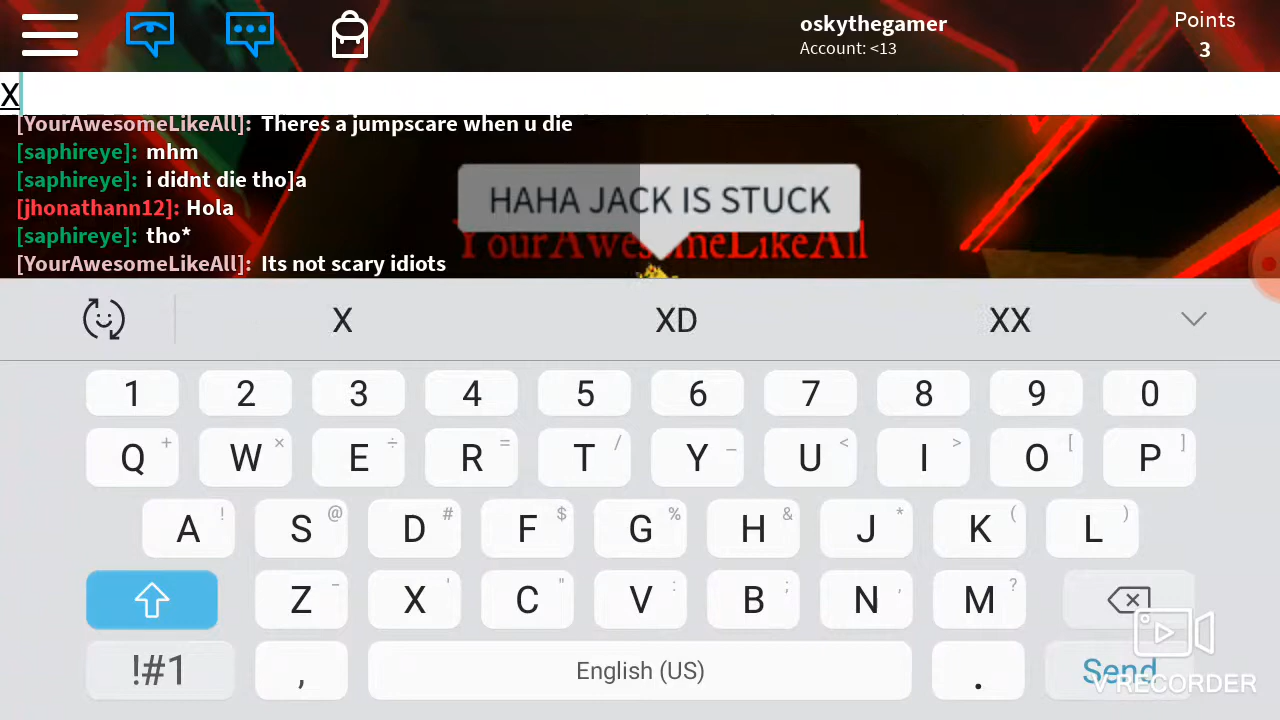 oskythegamer
Account: <13
Points
3
X
[YourAwesomeLikeAll]: Theres a jumpscare when u die
[saphireye]: mhm
[saphireye]: i didnt die tho]a
[jhonathann12]: Hola
[saphireye]: tho*
[YourAwesomeLikeAll]: Its not scary idiots
HAHA JACK IS STUCK
YourAwesomeLikeAll
X XD XX
1 2 3 4 5 6 7 8 9 0
Q + W × E ÷ R = T / Y _ U < I > O [ P ]
A ! S @ D # F $ G % H & J * K ( L )
Z - X ' C " V : B ; N , M ?
!#1 , English (US) . Send
V RECORDER